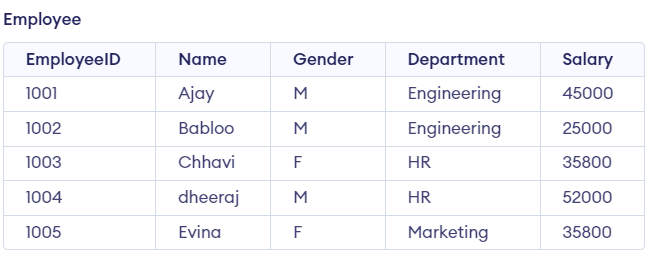 Employee
EmployeeID Name Gender Department Salary
1001 Ajay M Engineering 45000
1002 Babloo M Engineering 25000
1003 Chhavi F HR 35800
1004 dheeraj M HR 52000
1005 Evina F Marketing 35800